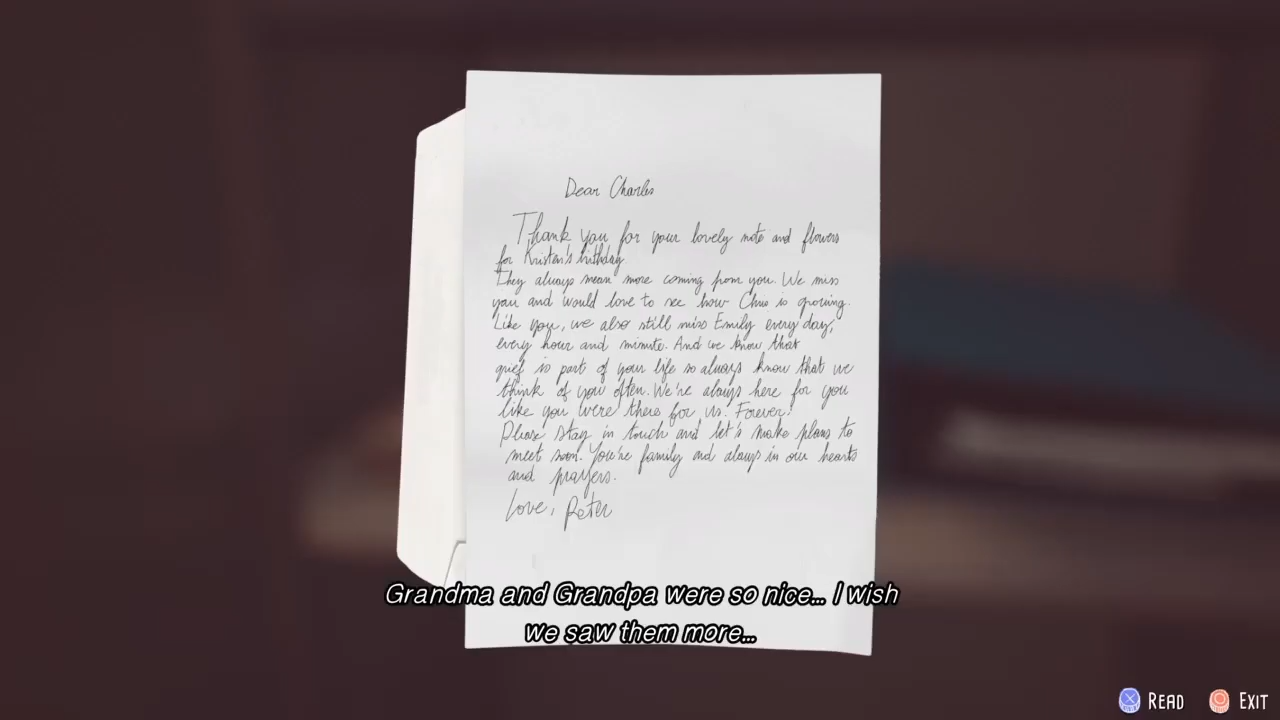 Dear Charles
Thank you for your lovely note and flowers
for Kristen's birthday.
They always mean more coming from you. We miss
you and would love to see how Chris is growing.
Like you, we also still miss Emily every day,
every hour and minute. And we know that
grief is part of your life so always know that we
think of you often. We're always here for you
like you were there for us. Forever!
Please stay in touch and let's make plans to
meet soon. You're family and always in our hearts
and prayers.
Love, Peter
Grandma and Grandpa were so nice... I wish
we saw them more...
READ EXIT